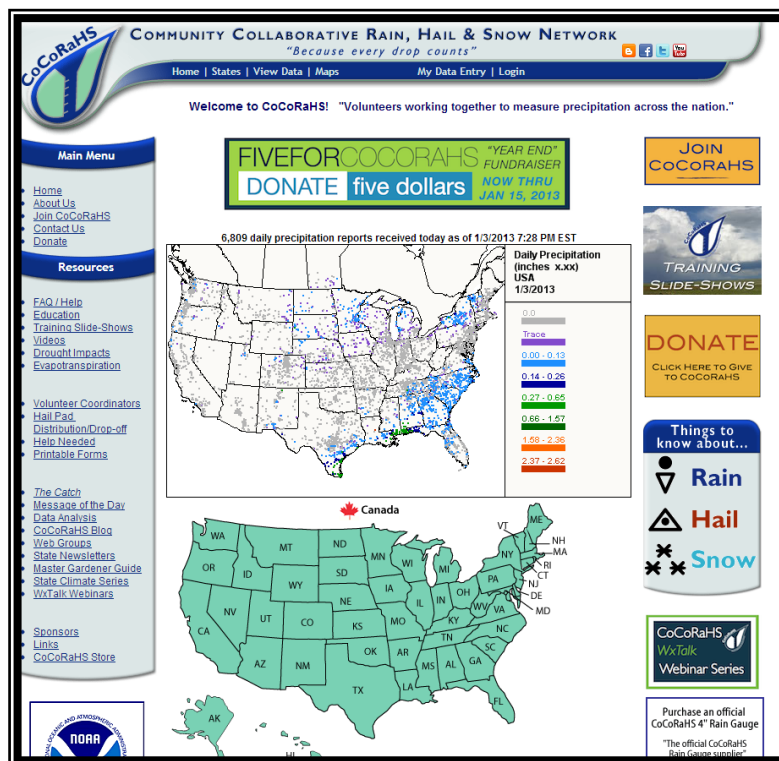 CoCoRaHS
COMMUNITY COLLABORATIVE RAIN, HAIL & SNOW NETWORK
"Because every drop counts"
You
Tube
Home | States | View Data | Maps
My Data Entry | Login
Welcome to CoCoRaHS! "Volunteers working together to measure precipitation across the nation."
Main Menu
Home
About Us
Join CoCoRaHS
Contact Us
Donate
Resources
FAQ / Help
Education
Training Slide-Shows
Videos
Drought Impacts
Evapotranspiration
Volunteer Coordinators
Hail Pad
Distribution/Drop-off
Help Needed
Printable Forms
The Catch
Message of the Day
Data Analysis
CoCoRaHS Blog
Web Groups
State Newsletters
Master Gardener Guide
State Climate Series
WxTalk Webinars
Sponsors
Links
CoCoRaHS Store
NOAA
FIVEFORCOCORAHS
"YEAR END"
FUNDRAISER
DONATE five dollars
NOW THRU
JAN 15, 2013
6,809 daily precipitation reports received today as of 1/3/2013 7:28 PM EST
Daily Precipitation
(inches x.xx)
USA
1/3/2013
0.0
Trace
0.00 - 0.13
0.14 - 0.26
0.27 - 0.65
0.66 - 1.57
1.58 - 2.36
2.37 - 2.62
Canada
WA
OR
CA
NV
ID
MT
WY
UT
AZ
CO
NM
ND
SD
NE
KS
OK
TX
MN
IA
MO
AR
LA
WI
IL
MI
IN
OH
KY
TN
MS
AL
GA
FL
SC
NC
VA
WV
PA
NY
VT
ME
NH
MA
RI
CT
NJ
DE
MD
AK
HI
JOIN
COCORAHS
CoCoRaHS
TRAINING
SLIDE-SHOWS
DONATE
CLICK HERE TO GIVE
TO COCORAHS
Things to
know about...
Rain
Hail
Snow
CoCoRaHS
WxTalk
Webinar Series
Purchase an official
CoCoRaHS 4" Rain Gauge
"The official CoCoRaHS
Rain Gauge supplier"